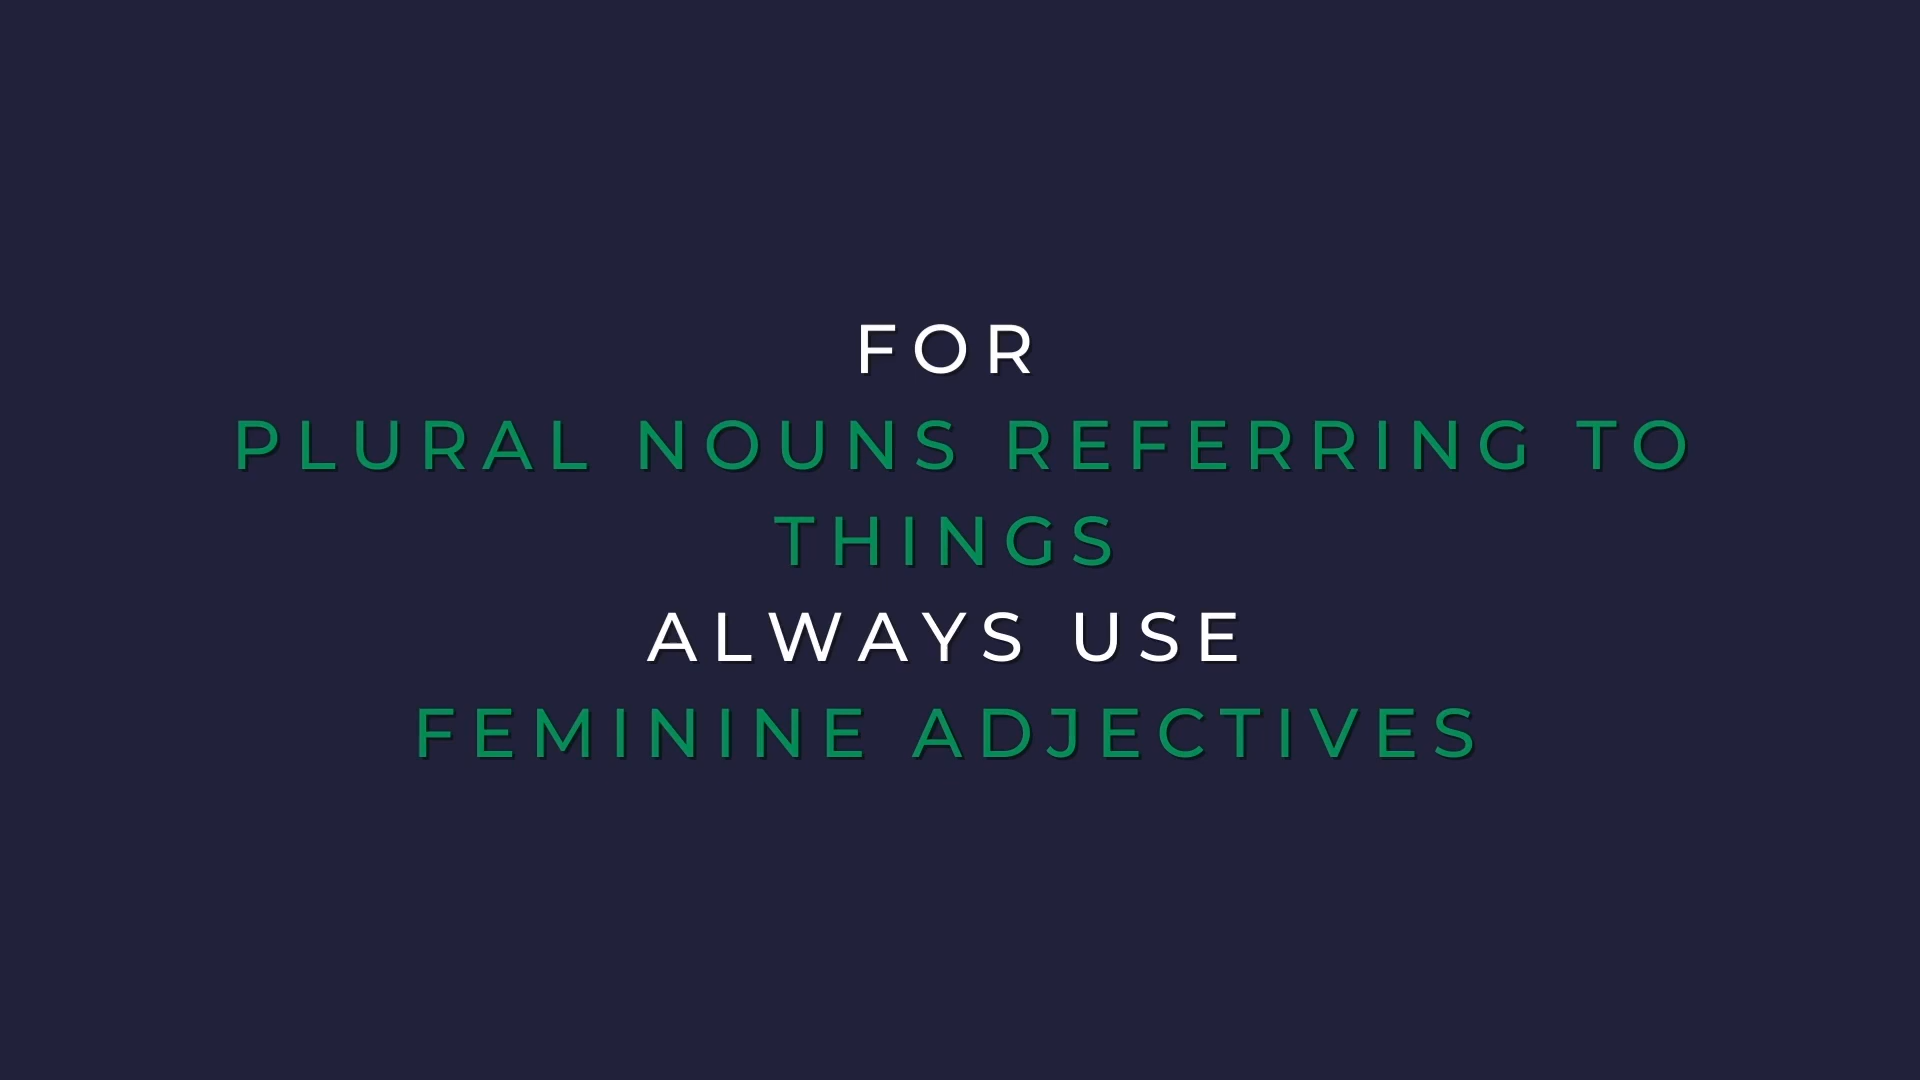 FOR
PLURAL NOUNS REFERRING TO
THINGS
ALWAYS USE
FEMININE ADJECTIVES